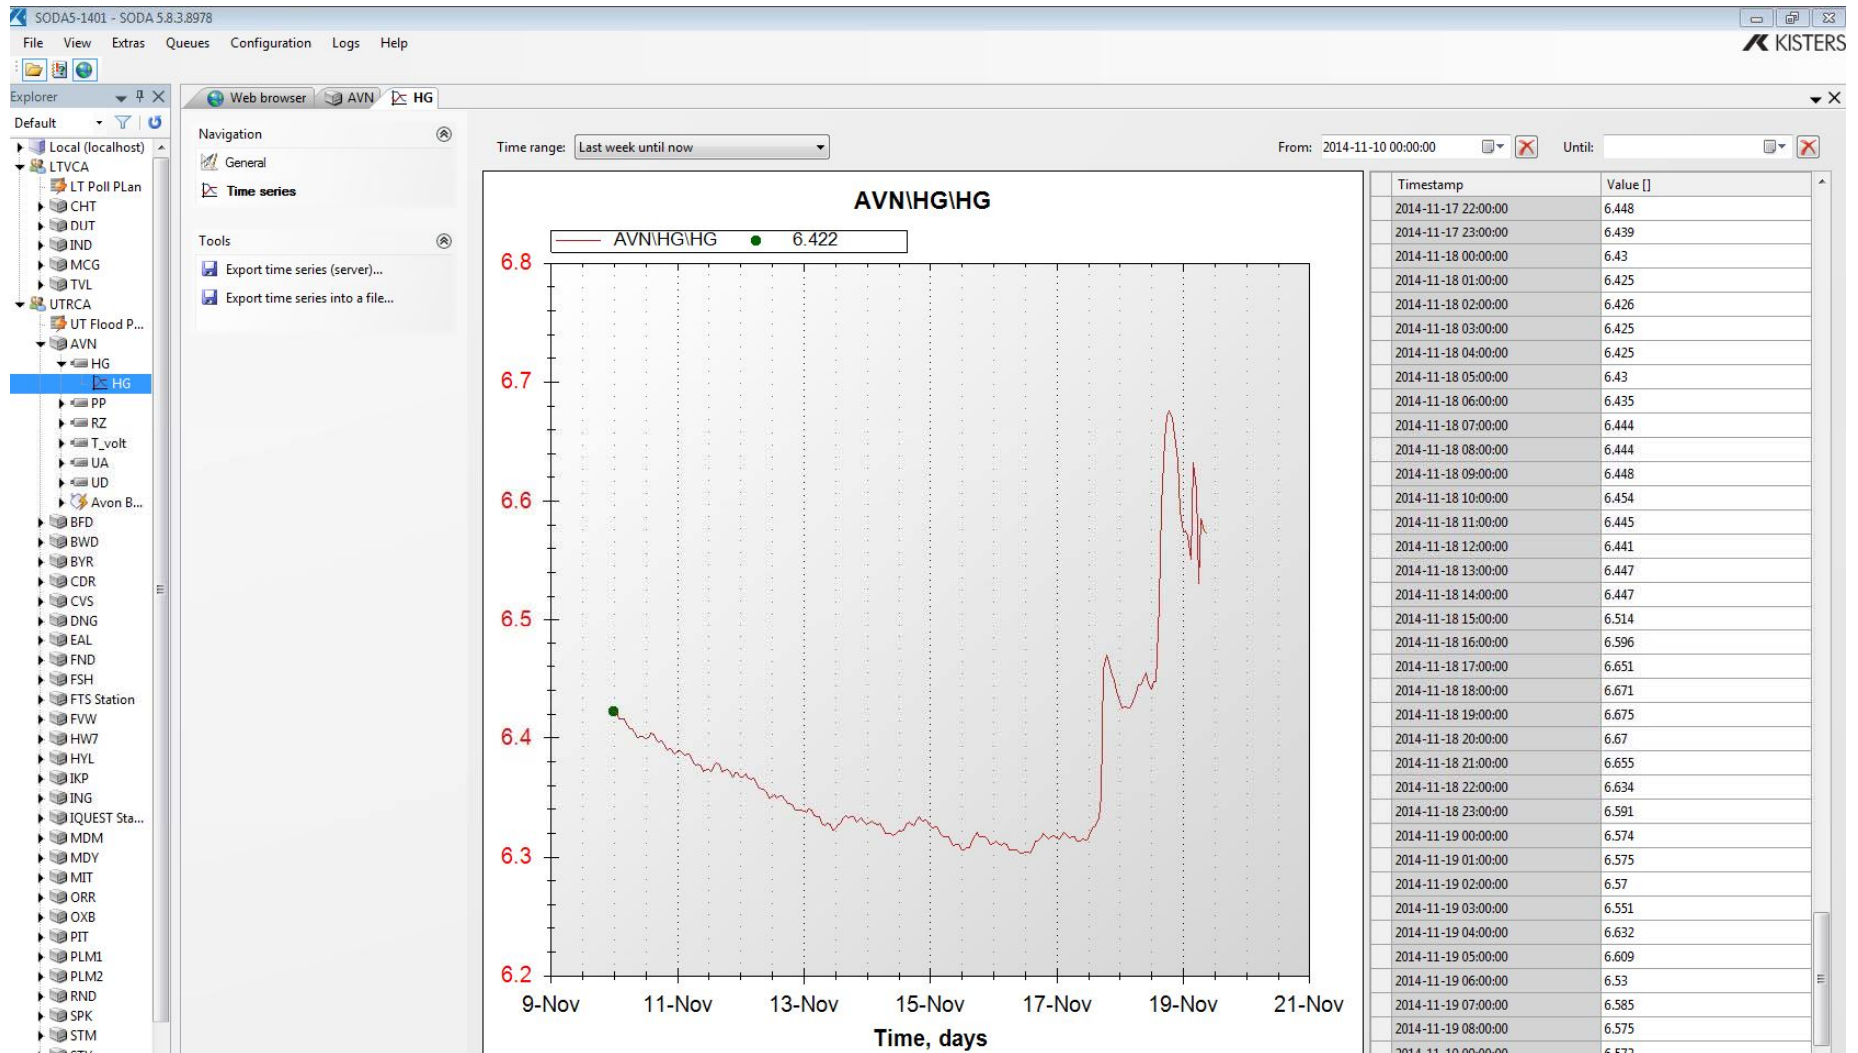 SODA5-1401 - SODA 5.8.3.8978
File View Extras Queues Configuration Logs Help
KISTERS
Explorer
Default
Local (localhost)
LTVCA
LT Poll PLan
CHT
DUT
IND
MCG
TVL
UTRCA
UT Flood P...
AVN
HG
HG
PP
RZ
T_volt
UA
UD
Avon B...
BFD
BWD
BYR
CDR
CVS
DNG
EAL
FND
FSH
FTS Station
FVW
HW7
HYL
IKP
ING
IQUEST Sta...
MDM
MDY
MIT
ORR
OXB
PIT
PLM1
PLM2
RND
SPK
STM
Web browser AVN HG
Navigation
General
Time series
Tools
Export time series (server)...
Export time series into a file...
Time range: Last week until now
From: 2014-11-10 00:00:00 Until:
AVN\HG\HG
AVN\HG\HG 6.422
6.8
6.7
6.6
6.5
6.4
6.3
6.2
9-Nov 11-Nov 13-Nov 15-Nov 17-Nov 19-Nov 21-Nov
Time, days
Timestamp Value []
2014-11-17 22:00:00 6.448
2014-11-17 23:00:00 6.439
2014-11-18 00:00:00 6.43
2014-11-18 01:00:00 6.425
2014-11-18 02:00:00 6.426
2014-11-18 03:00:00 6.425
2014-11-18 04:00:00 6.425
2014-11-18 05:00:00 6.43
2014-11-18 06:00:00 6.435
2014-11-18 07:00:00 6.444
2014-11-18 08:00:00 6.444
2014-11-18 09:00:00 6.448
2014-11-18 10:00:00 6.454
2014-11-18 11:00:00 6.445
2014-11-18 12:00:00 6.441
2014-11-18 13:00:00 6.447
2014-11-18 14:00:00 6.447
2014-11-18 15:00:00 6.514
2014-11-18 16:00:00 6.596
2014-11-18 17:00:00 6.651
2014-11-18 18:00:00 6.671
2014-11-18 19:00:00 6.675
2014-11-18 20:00:00 6.67
2014-11-18 21:00:00 6.655
2014-11-18 22:00:00 6.634
2014-11-18 23:00:00 6.591
2014-11-19 00:00:00 6.574
2014-11-19 01:00:00 6.575
2014-11-19 02:00:00 6.57
2014-11-19 03:00:00 6.551
2014-11-19 04:00:00 6.632
2014-11-19 05:00:00 6.609
2014-11-19 06:00:00 6.53
2014-11-19 07:00:00 6.585
2014-11-19 08:00:00 6.575